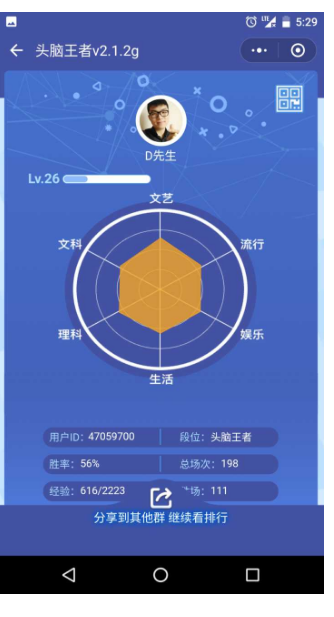 5:29
头脑王者v2.1.2g
D先生
Lv.26
文艺
文科
流行
理科
娱乐
生活
用户ID: 47059700
段位: 头脑王者
胜率: 56%
总场次: 198
经验: 616/2223
场: 111
分享到其他群 继续看排行